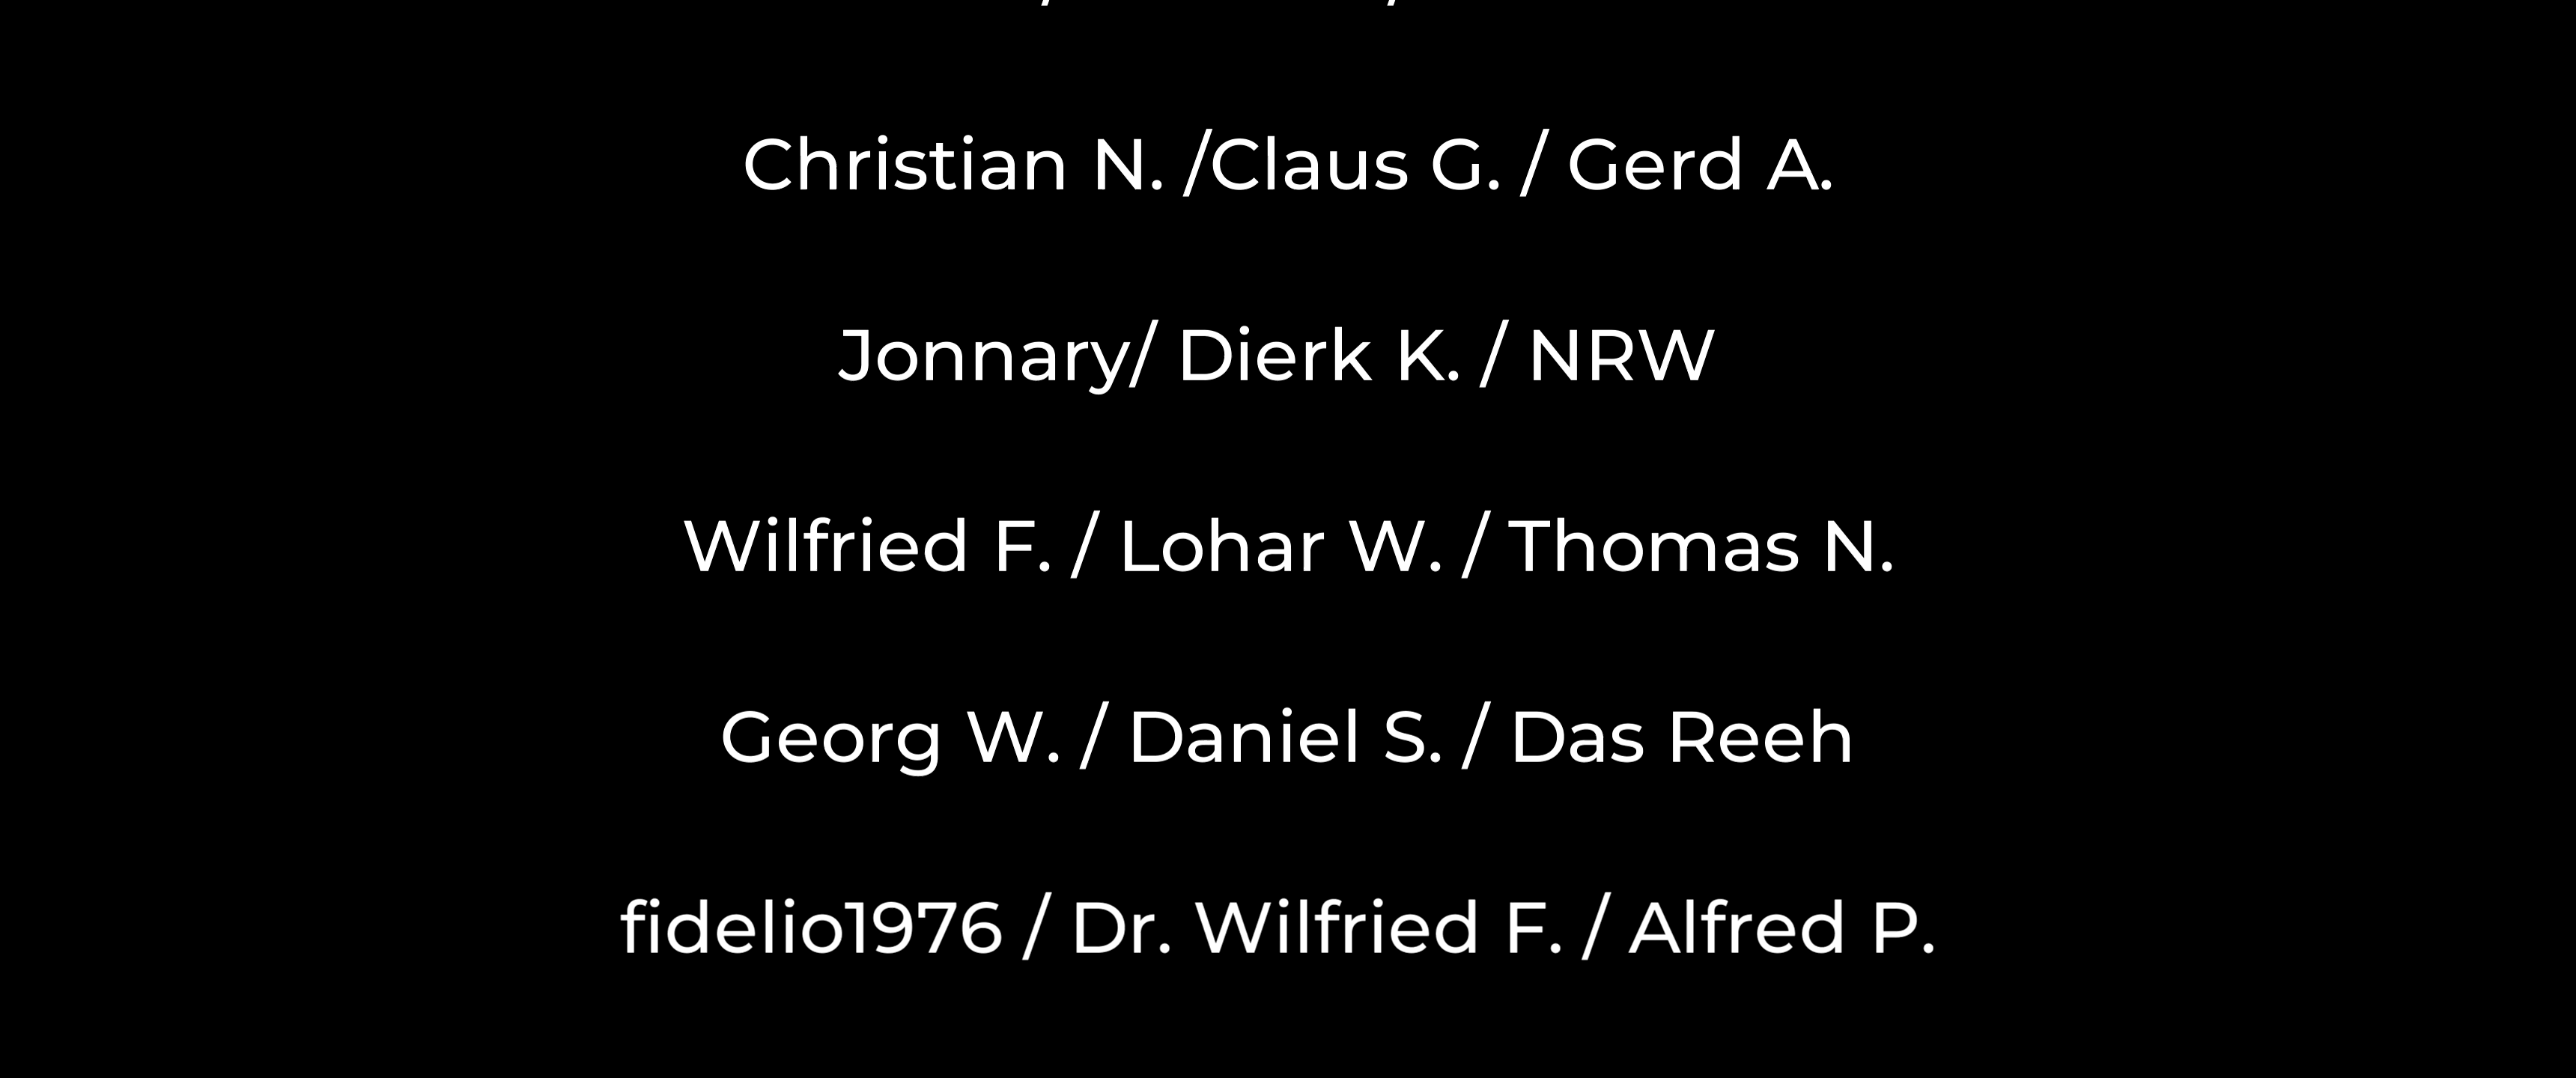 Christian N. /Claus G. / Gerd A.
Jonnary/ Dierk K. / NRW
Wilfried F. / Lohar W. / Thomas N.
Georg W. / Daniel S. / Das Reeh
fidelio1976 / Dr. Wilfried F. / Alfred P.